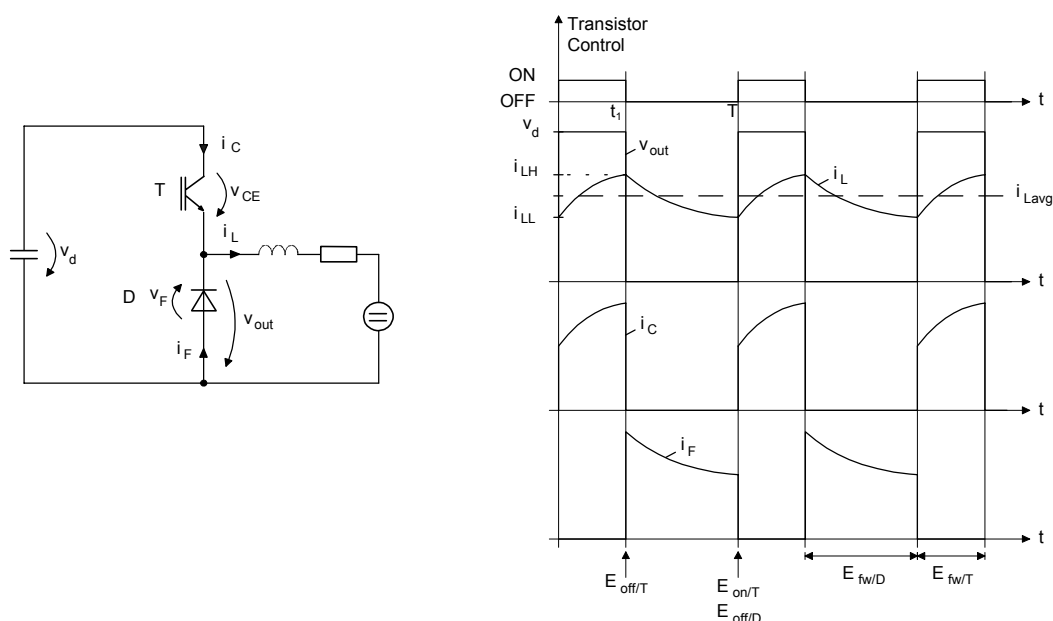 i C
T
v CE
i L
v d
D
v F
v out
i F
Transistor
Control
ON
OFF
t
t1
T
v d
v out
i LH
i L
i Lavg
i LL
t
i C
t
i F
t
E off/T
E on/T
E off/D
E fw/D
E fw/T